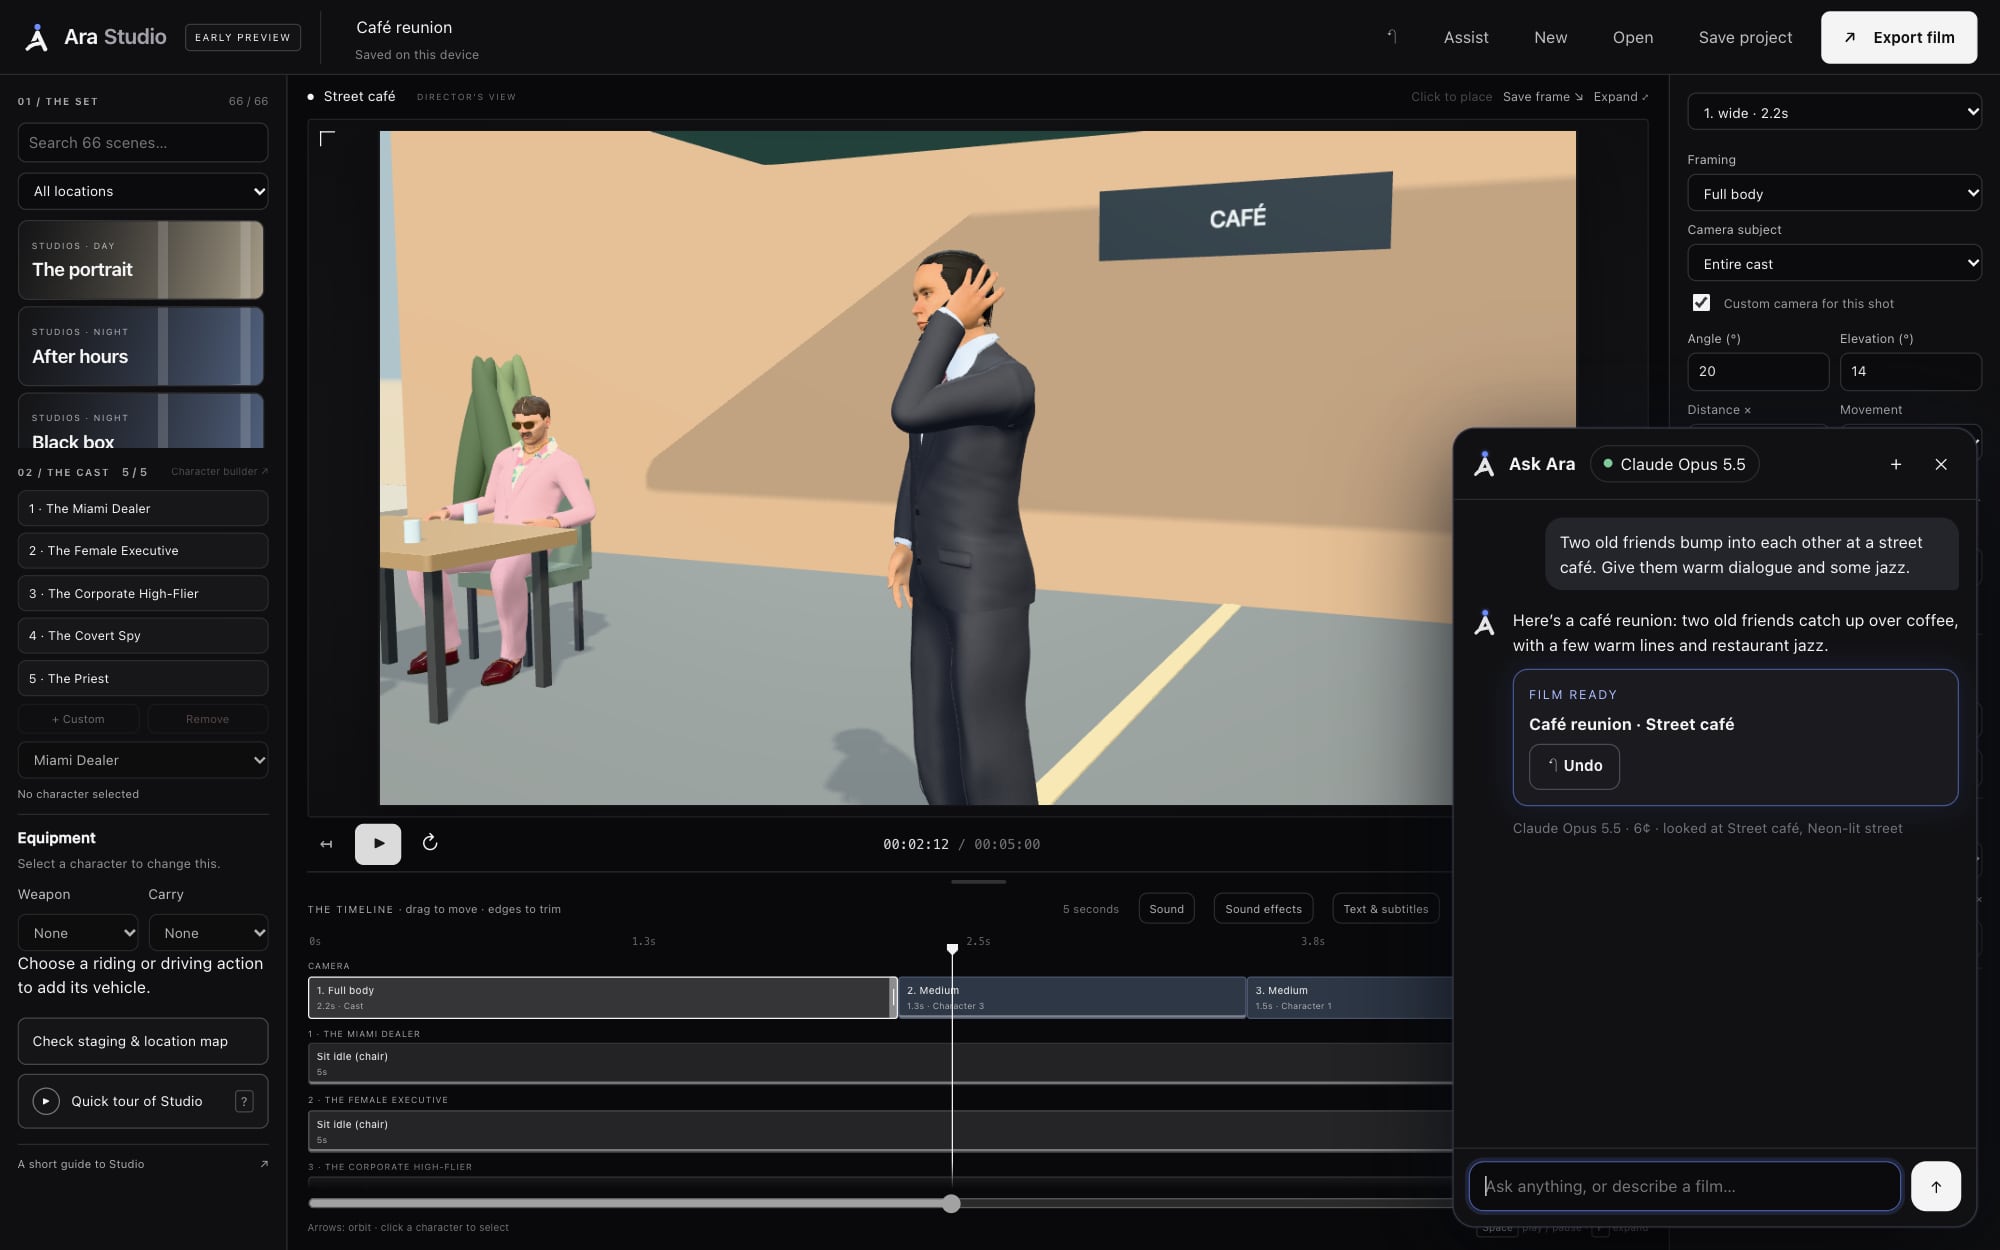 Ara Studio
EARLY PREVIEW
Café reunion
Saved on this device
Assist
New
Open
Save project
Export film
01 / THE SET
66 / 66
Search 66 scenes...
All locations
STUDIOS · DAY
The portrait
STUDIOS · NIGHT
After hours
STUDIOS · NIGHT
Black box
02 / THE CAST 5 / 5
Character builder ↗
1 · The Miami Dealer
2 · The Female Executive
3 · The Corporate High-Flier
4 · The Covert Spy
5 · The Priest
+ Custom
Remove
Miami Dealer
No character selected
Equipment
Select a character to change this.
Weapon
Carry
None
None
Choose a riding or driving action
to add its vehicle.
Check staging & location map
Quick tour of Studio
?
A short guide to Studio ↗
Street café
DIRECTOR'S VIEW
Click to place
Save frame
Expand
CAFÉ
00:02:12 / 00:05:00
THE TIMELINE · drag to move · edges to trim
5 seconds
Sound
Sound effects
Text & subtitles
0s
1.3s
2.5s
3.8s
CAMERA
1. Full body
2.2s · Cast
2. Medium
1.3s · Character 3
3. Medium
1.5s · Character 1
1 · THE MIAMI DEALER
Sit idle (chair)
5s
2 · THE FEMALE EXECUTIVE
Sit idle (chair)
5s
3 · THE CORPORATE HIGH-FLIER
Arrows: orbit · click a character to select
Space play / pause
expand
1. wide · 2.2s
Framing
Full body
Camera subject
Entire cast
Custom camera for this shot
Angle (°)
Elevation (°)
20
14
Distance ×
Movement
Ask Ara
Claude Opus 5.5
Two old friends bump into each other at a street
café. Give them warm dialogue and some jazz.
Here's a café reunion: two old friends catch up over coffee,
with a few warm lines and restaurant jazz.
FILM READY
Café reunion · Street café
Undo
Claude Opus 5.5 · 6¢ · looked at Street café, Neon-lit street
Ask anything, or describe a film...